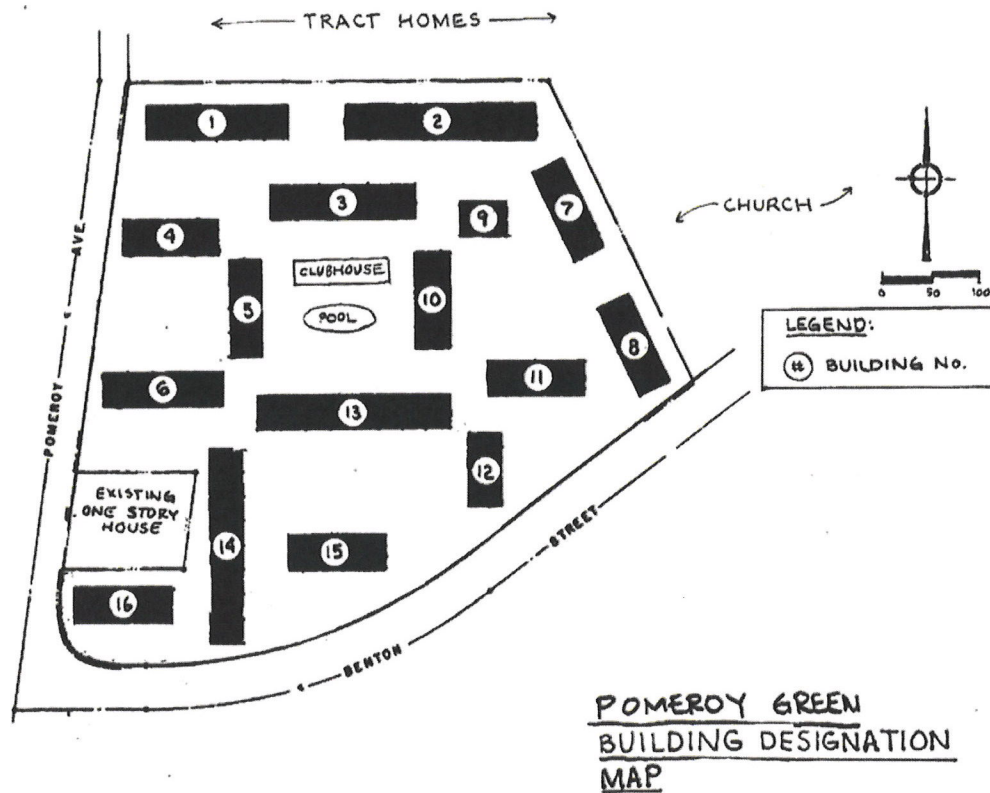 TRACT HOMES
1
2
3
9
7
CHURCH
4
AVE
POMEROY
CLUBHOUSE
POOL
5
10
0 50 100
LEGEND:
# BUILDING No.
8
11
6
13
12
EXISTING
ONE STORY
HOUSE
14
15
16
BENTON
STREET
POMEROY GREEN
BUILDING DESIGNATION
MAP